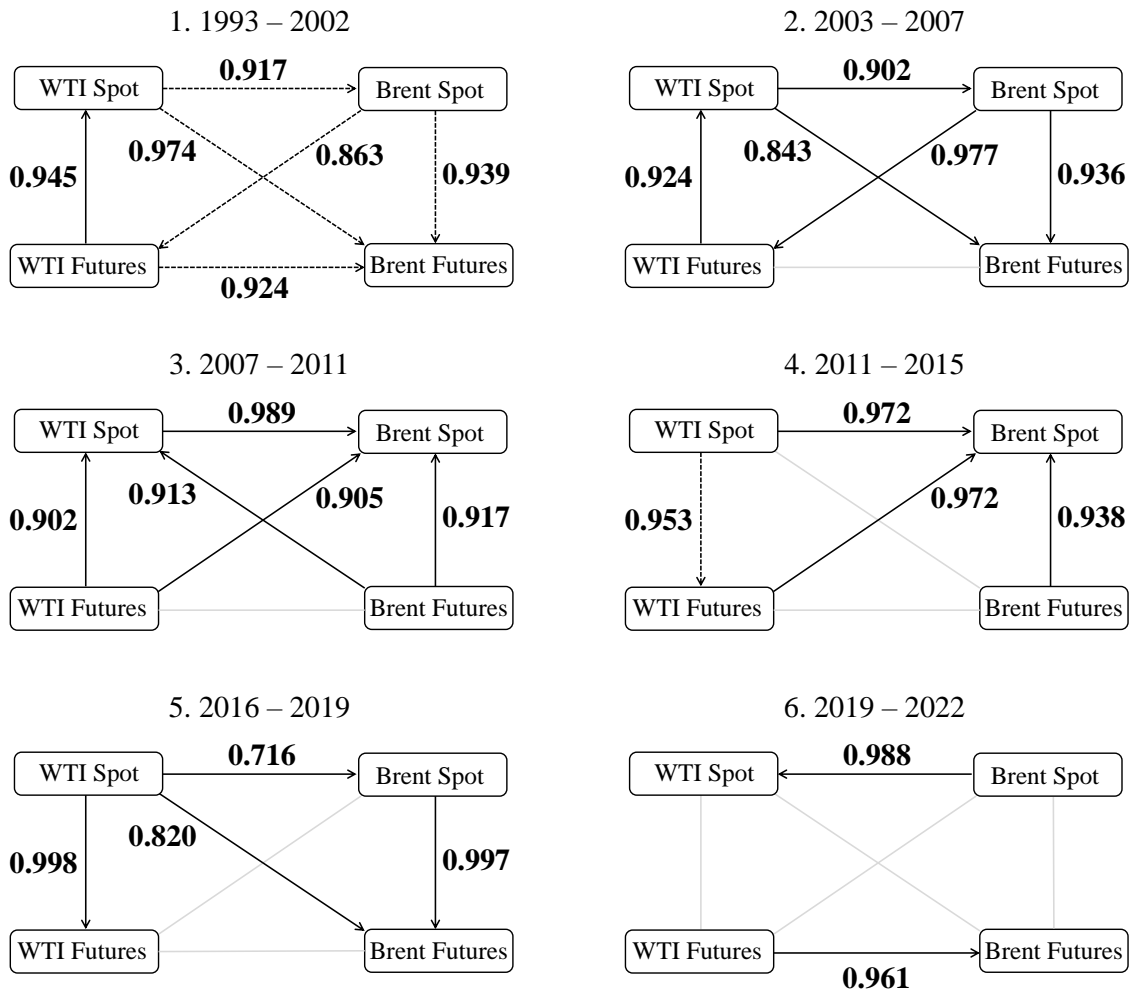 1. 1993 – 2002
WTI Spot
0.917
Brent Spot
0.945
0.974
0.863
0.939
WTI Futures
0.924
Brent Futures
2. 2003 – 2007
WTI Spot
0.902
Brent Spot
0.924
0.843
0.977
0.936
WTI Futures
Brent Futures
3. 2007 – 2011
WTI Spot
0.989
Brent Spot
0.902
0.913
0.905
0.917
WTI Futures
Brent Futures
4. 2011 – 2015
WTI Spot
0.972
Brent Spot
0.953
0.972
0.938
WTI Futures
Brent Futures
5. 2016 – 2019
WTI Spot
0.716
Brent Spot
0.998
0.820
0.997
WTI Futures
Brent Futures
6. 2019 – 2022
WTI Spot
0.988
Brent Spot
WTI Futures
0.961
Brent Futures